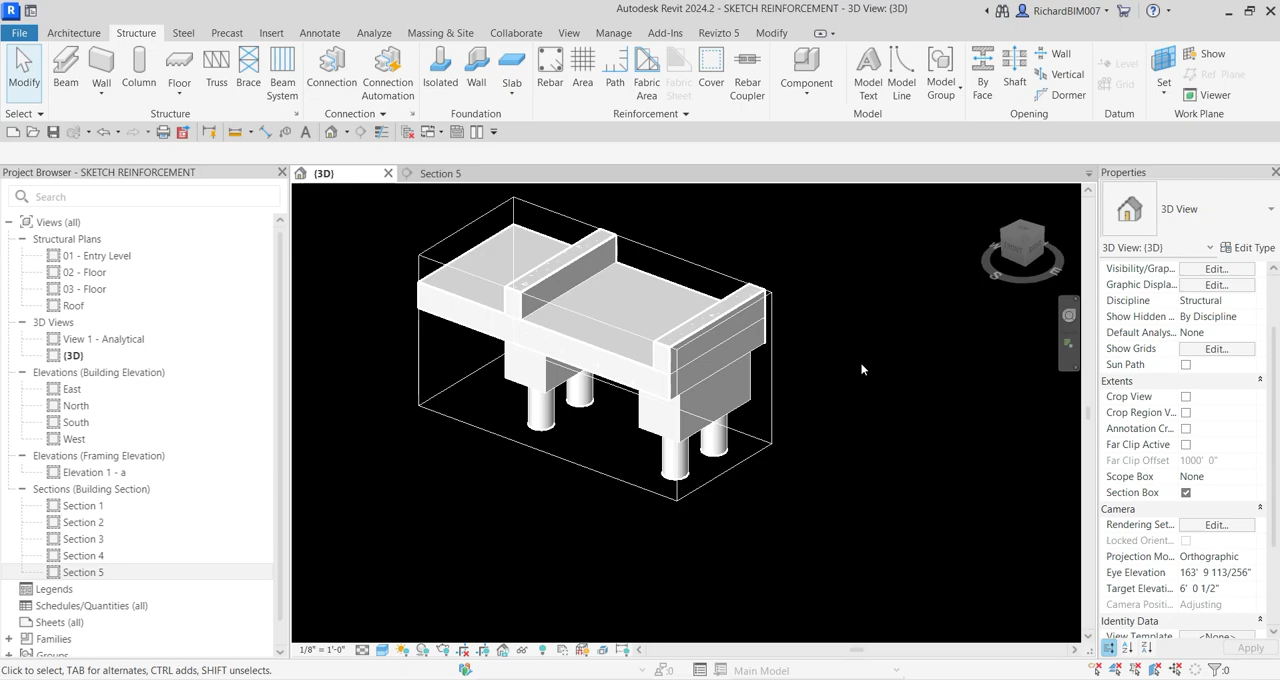 Autodesk Revit 2024.2 - SKETCH REINFORCEMENT - 3D View: {3D}
RichardBIM007
File Architecture Structure Steel Precast Insert Annotate Analyze Massing & Site Collaborate View Manage Add-Ins Revizto 5 Modify
Modify Beam Wall Column Floor Truss Brace Beam System Connection Connection Automation Isolated Wall Slab Rebar Area Path Fabric Area Fabric Sheet Cover Rebar Coupler Component Model Text Model Line Model Group By Face Shaft Wall Vertical Dormer Level Grid Set Show Ref Plane Viewer
Select Structure Connection Foundation Reinforcement Model Opening Datum Work Plane
Project Browser - SKETCH REINFORCEMENT
Search
Views (all)
Structural Plans
01 - Entry Level
02 - Floor
03 - Floor
Roof
3D Views
View 1 - Analytical
{3D}
Elevations (Building Elevation)
East
North
South
West
Elevations (Framing Elevation)
Elevation 1 - a
Sections (Building Section)
Section 1
Section 2
Section 3
Section 4
Section 5
Legends
Schedules/Quantities (all)
Sheets (all)
Families
Groups
{3D}
Section 5
FRONT
S
E
Properties
3D View
3D View: {3D} Edit Type
Visibility/Grap... Edit...
Graphic Displa... Edit...
Discipline Structural
Show Hidden ... By Discipline
Default Analys... None
Show Grids Edit...
Sun Path
Extents
Crop View
Crop Region V...
Annotation Cr...
Far Clip Active
Far Clip Offset 1000' 0"
Scope Box None
Section Box
Camera
Rendering Set... Edit...
Locked Orient...
Projection Mo... Orthographic
Eye Elevation 163' 9 113/256"
Target Elevati... 6' 0 1/2"
Camera Positi... Adjusting
Identity Data
View Template <None>
Apply
1/8" = 1'-0"
Click to select, TAB for alternates, CTRL adds, SHIFT unselects.
:0
Main Model
:0